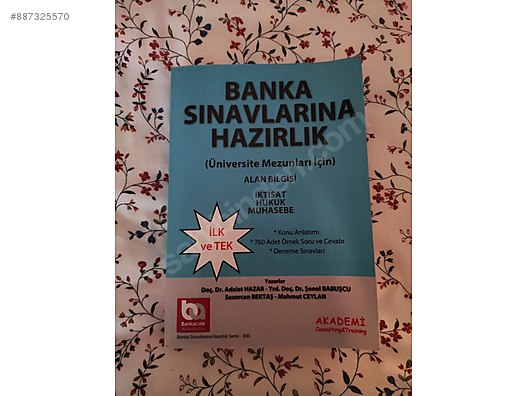 #887325570
BANKA
SINAVLARINA
HAZIRLIK
(Üniversite Mezunları İçin)
ALAN BİLGİSİ
İKTİSAT
HUKUK
MUHASEBE
İLK
ve TEK
* Konu Anlatımı
* 760 Adet Örnek Soru ve Cevabı
* Deneme Sınavları
Yazarlar
Doç. Dr. Adalet HAZAR - Yrd. Doç. Dr. Şenol BABUŞCU
Sezercan BEKTAŞ - Mahmut CEYLAN
Bankacılık
AKADEMİ
Consulting&Training
Banka Sınavlarına Hazırlık Serisi - 300